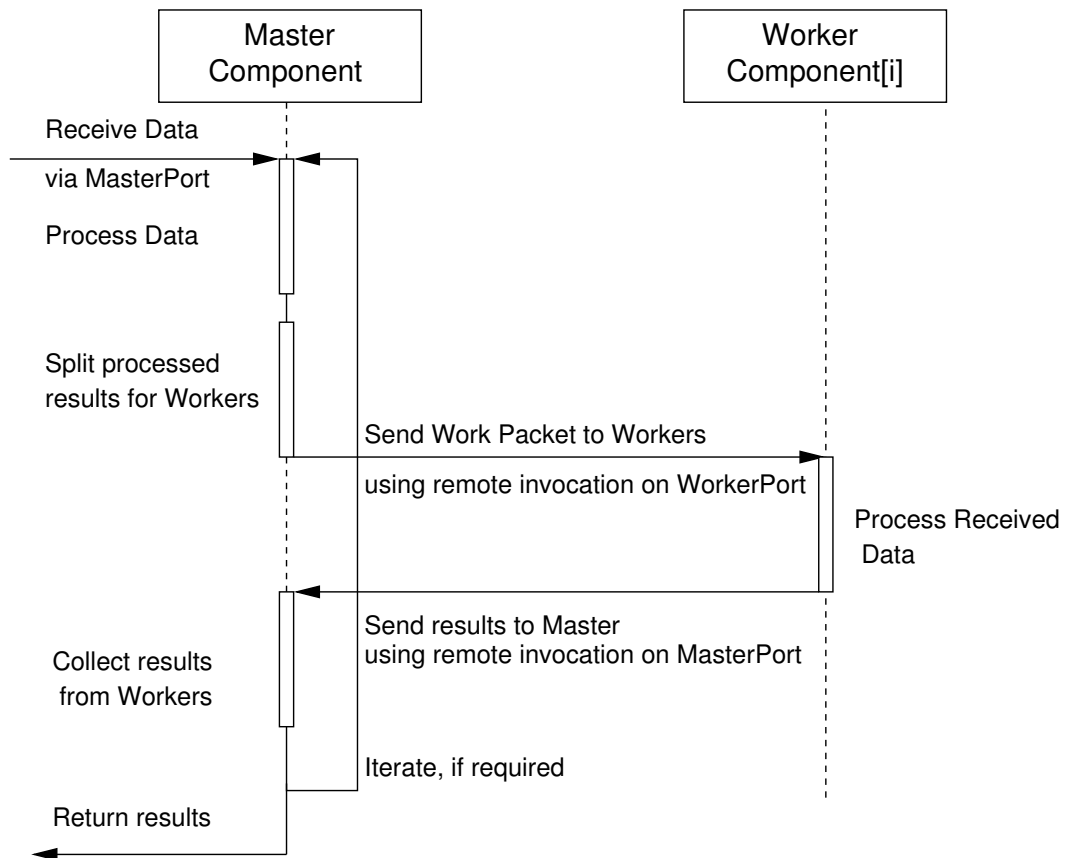 Master
Component
Worker
Component[i]
Receive Data
via MasterPort
Process Data
Split processed
results for Workers
Send Work Packet to Workers
using remote invocation on WorkerPort
Process Received
Data
Send results to Master
using remote invocation on MasterPort
Collect results
from Workers
Iterate, if required
Return results